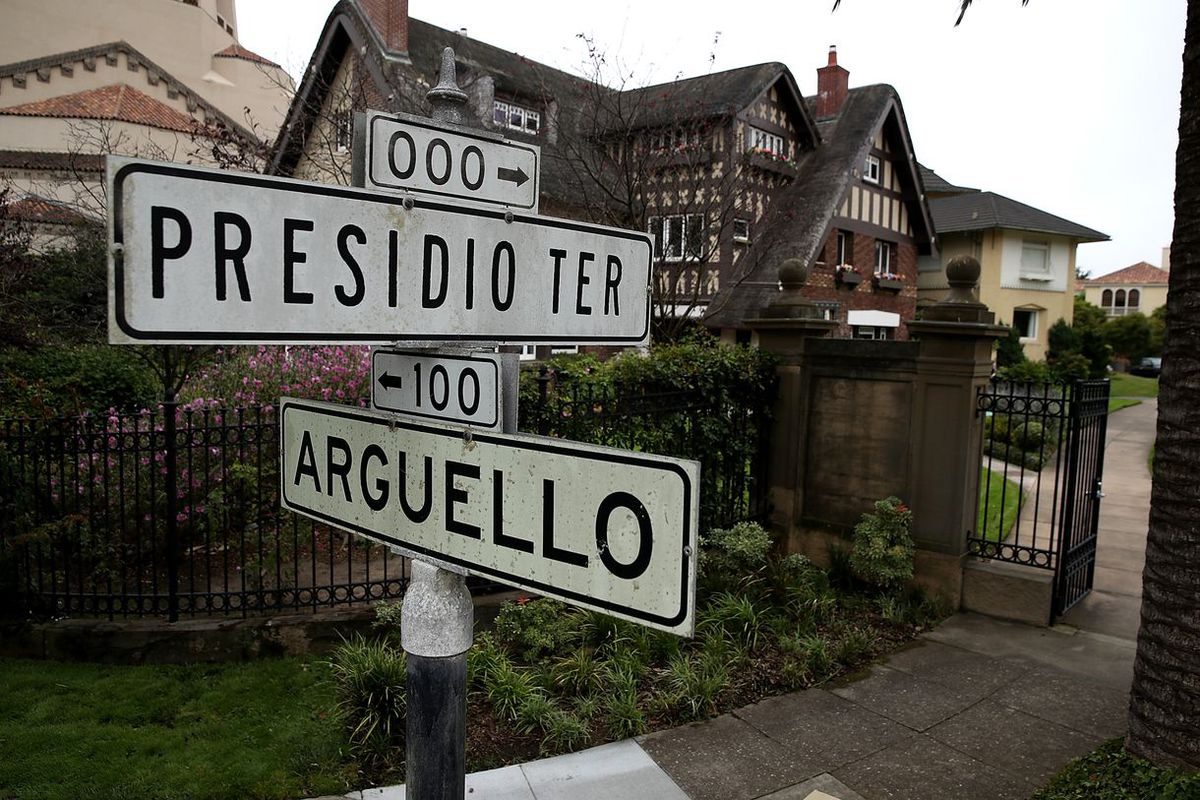 000 →
PRESIDIO TER
← 100
ARGUELLO